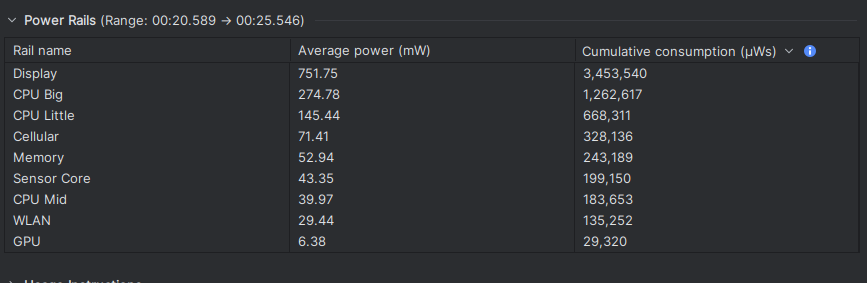 Power Rails (Range: 00:20.589 → 00:25.546)
Rail name Average power (mW) Cumulative consumption (µWs)
Display 751.75 3,453,540
CPU Big 274.78 1,262,617
CPU Little 145.44 668,311
Cellular 71.41 328,136
Memory 52.94 243,189
Sensor Core 43.35 199,150
CPU Mid 39.97 183,653
WLAN 29.44 135,252
GPU 6.38 29,320